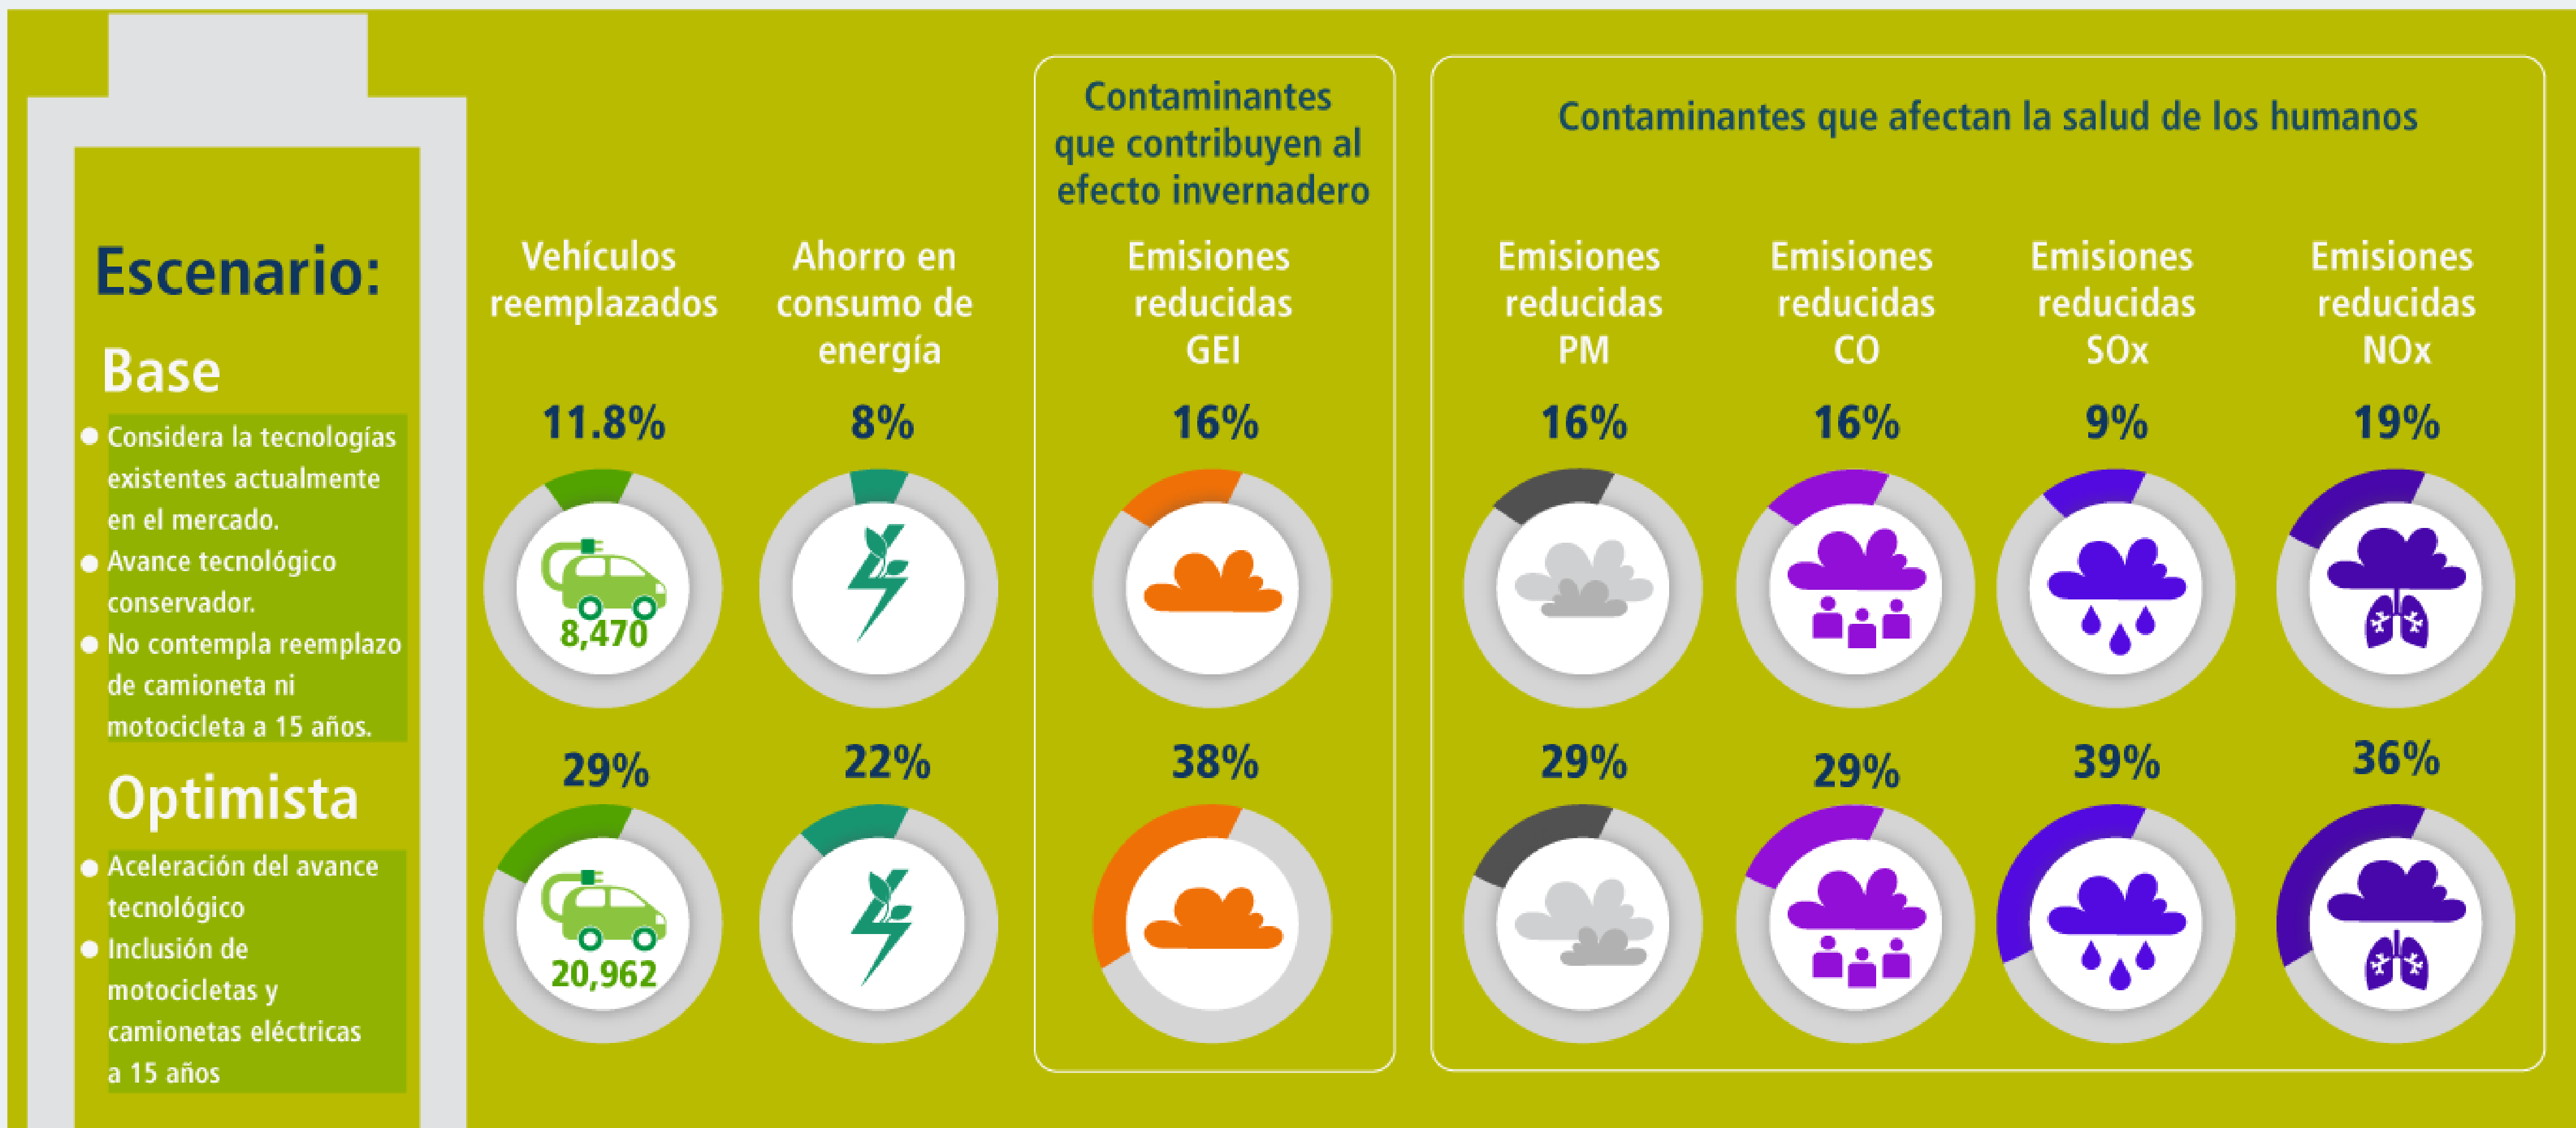 Escenario:
Base
Considera la tecnologías
existentes actualmente
en el mercado.
Avance tecnológico
conservador.
No contempla reemplazo
de camioneta ni
motocicleta a 15 años.
Optimista
Aceleración del avance
tecnológico
Inclusión de
motocicletas y
camionetas eléctricas
a 15 años
Vehículos
reemplazados
Ahorro en
consumo de
energía
Contaminantes
que contribuyen al
efecto invernadero
Emisiones
reducidas
GEI
Contaminantes que afectan la salud de los humanos
Emisiones
reducidas
PM
Emisiones
reducidas
CO
Emisiones
reducidas
SOx
Emisiones
reducidas
NOx
11.8%
8%
16%
16%
16%
9%
19%
8,470
29%
22%
38%
29%
29%
39%
36%
20,962